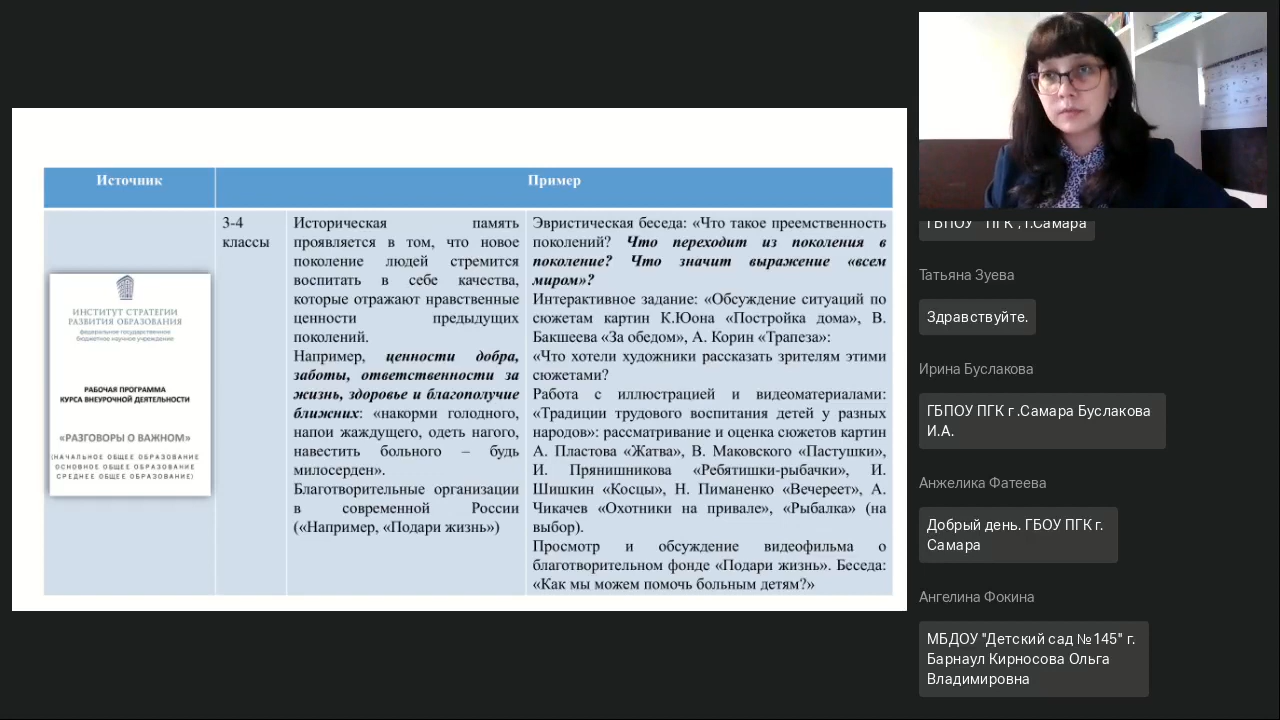 Источник
Пример
ИНСТИТУТ СТРАТЕГИИ
РАЗВИТИЯ ОБРАЗОВАНИЯ
федеральное государственное
бюджетное научное учреждение
РАБОЧАЯ ПРОГРАММА
КУРСА ВНЕУРОЧНОЙ ДЕЯТЕЛЬНОСТИ
«РАЗГОВОРЫ О ВАЖНОМ»
(НАЧАЛЬНОЕ ОБЩЕЕ ОБРАЗОВАНИЕ
ОСНОВНОЕ ОБЩЕЕ ОБРАЗОВАНИЕ
СРЕДНЕЕ ОБЩЕЕ ОБРАЗОВАНИЕ)
3-4
классы
Историческая память
проявляется в том, что новое
поколение людей стремится
воспитать в себе качества,
которые отражают нравственные
ценности предыдущих
поколений.
Например, ценности добра,
заботы, ответственности за
жизнь, здоровье и благополучие
ближних: «накорми голодного,
напои жаждущего, одеть нагого,
навестить больного – будь
милосерден».
Благотворительные организации
в современной России
(«Например, «Подари жизнь»)
Эвристическая беседа: «Что такое преемственность
поколений? Что переходит из поколения в
поколение? Что значит выражение «всем
миром»?
Интерактивное задание: «Обсуждение ситуаций по
сюжетам картин К.Юона «Постройка дома», В.
Бакшеева «За обедом», А. Корин «Трапеза»:
«Что хотели художники рассказать зрителям этими
сюжетами?
Работа с иллюстрацией и видеоматериалами:
«Традиции трудового воспитания детей у разных
народов»: рассматривание и оценка сюжетов картин
А. Пластова «Жатва», В. Маковского «Пастушки»,
И. Прянишникова «Ребятишки-рыбачки», И.
Шишкин «Косцы», Н. Пиманенко «Вечереет», А.
Чикачев «Охотники на привале», «Рыбалка» (на
выбор).
Просмотр и обсуждение видеофильма о
благотворительном фонде «Подари жизнь». Беседа:
«Как мы можем помочь больным детям?»
ГБПОУ "ПГК", г.Самара
Татьяна Зуева
Здравствуйте.
Ирина Буслакова
ГБПОУ ПГК г .Самара Буслакова
И.А.
Анжелика Фатеева
Добрый день. ГБОУ ПГК г.
Самара
Ангелина Фокина
МБДОУ "Детский сад №145" г.
Барнаул Кирносова Ольга
Владимировна